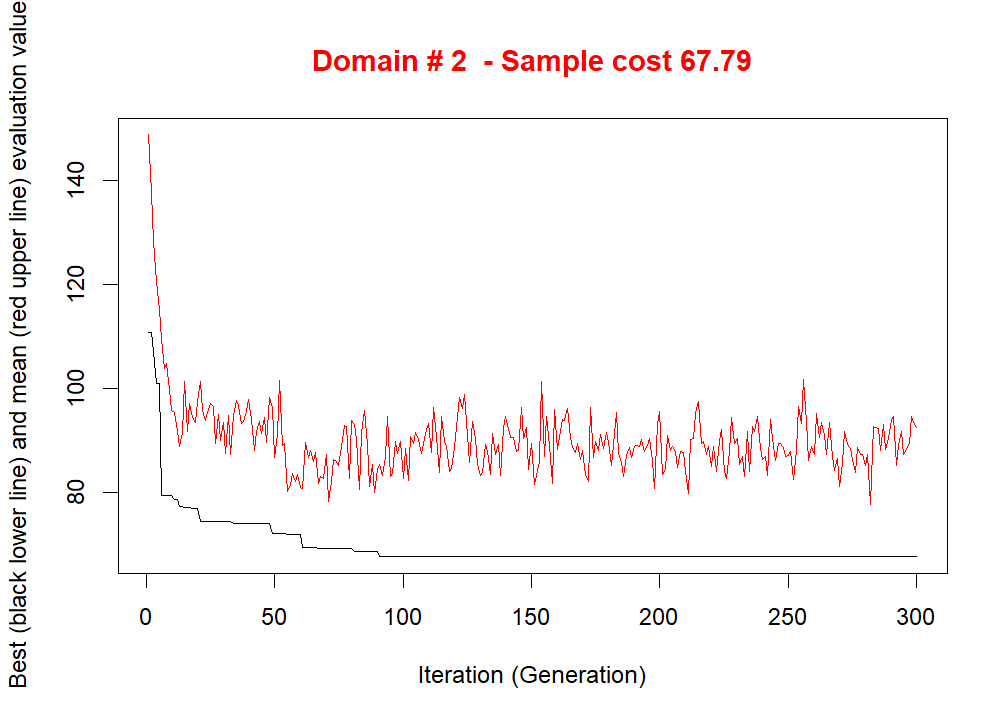 Domain # 2  - Sample cost 67.79
Best (black lower line) and mean (red upper line) evaluation value
140
120
100
80
0 50 100 150 200 250 300
Iteration (Generation)